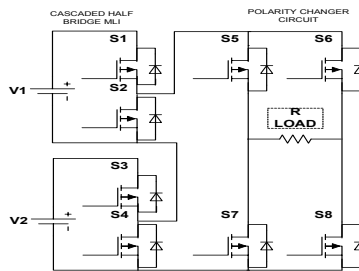 CASCADED HALF
BRIDGE MLI
POLARITY CHANGER
CIRCUIT
S1
S5
S6
S2
V1
+
-
R
LOAD
S3
V2
+
-
S4
S7
S8